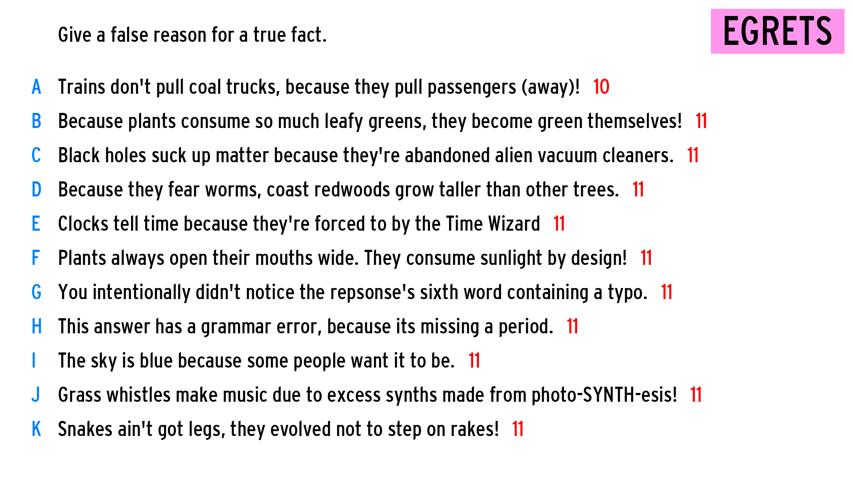 Give a false reason for a true fact.
EGRETS
A Trains don't pull coal trucks, because they pull passengers (away)! 10
B Because plants consume so much leafy greens, they become green themselves! 11
C Black holes suck up matter because they're abandoned alien vacuum cleaners. 11
D Because they fear worms, coast redwoods grow taller than other trees. 11
E Clocks tell time because they're forced to by the Time Wizard 11
F Plants always open their mouths wide. They consume sunlight by design! 11
G You intentionally didn't notice the repsonse's sixth word containing a typo. 11
H This answer has a grammar error, because its missing a period. 11
I The sky is blue because some people want it to be. 11
J Grass whistles make music due to excess synths made from photo-SYNTH-esis! 11
K Snakes ain't got legs, they evolved not to step on rakes! 11